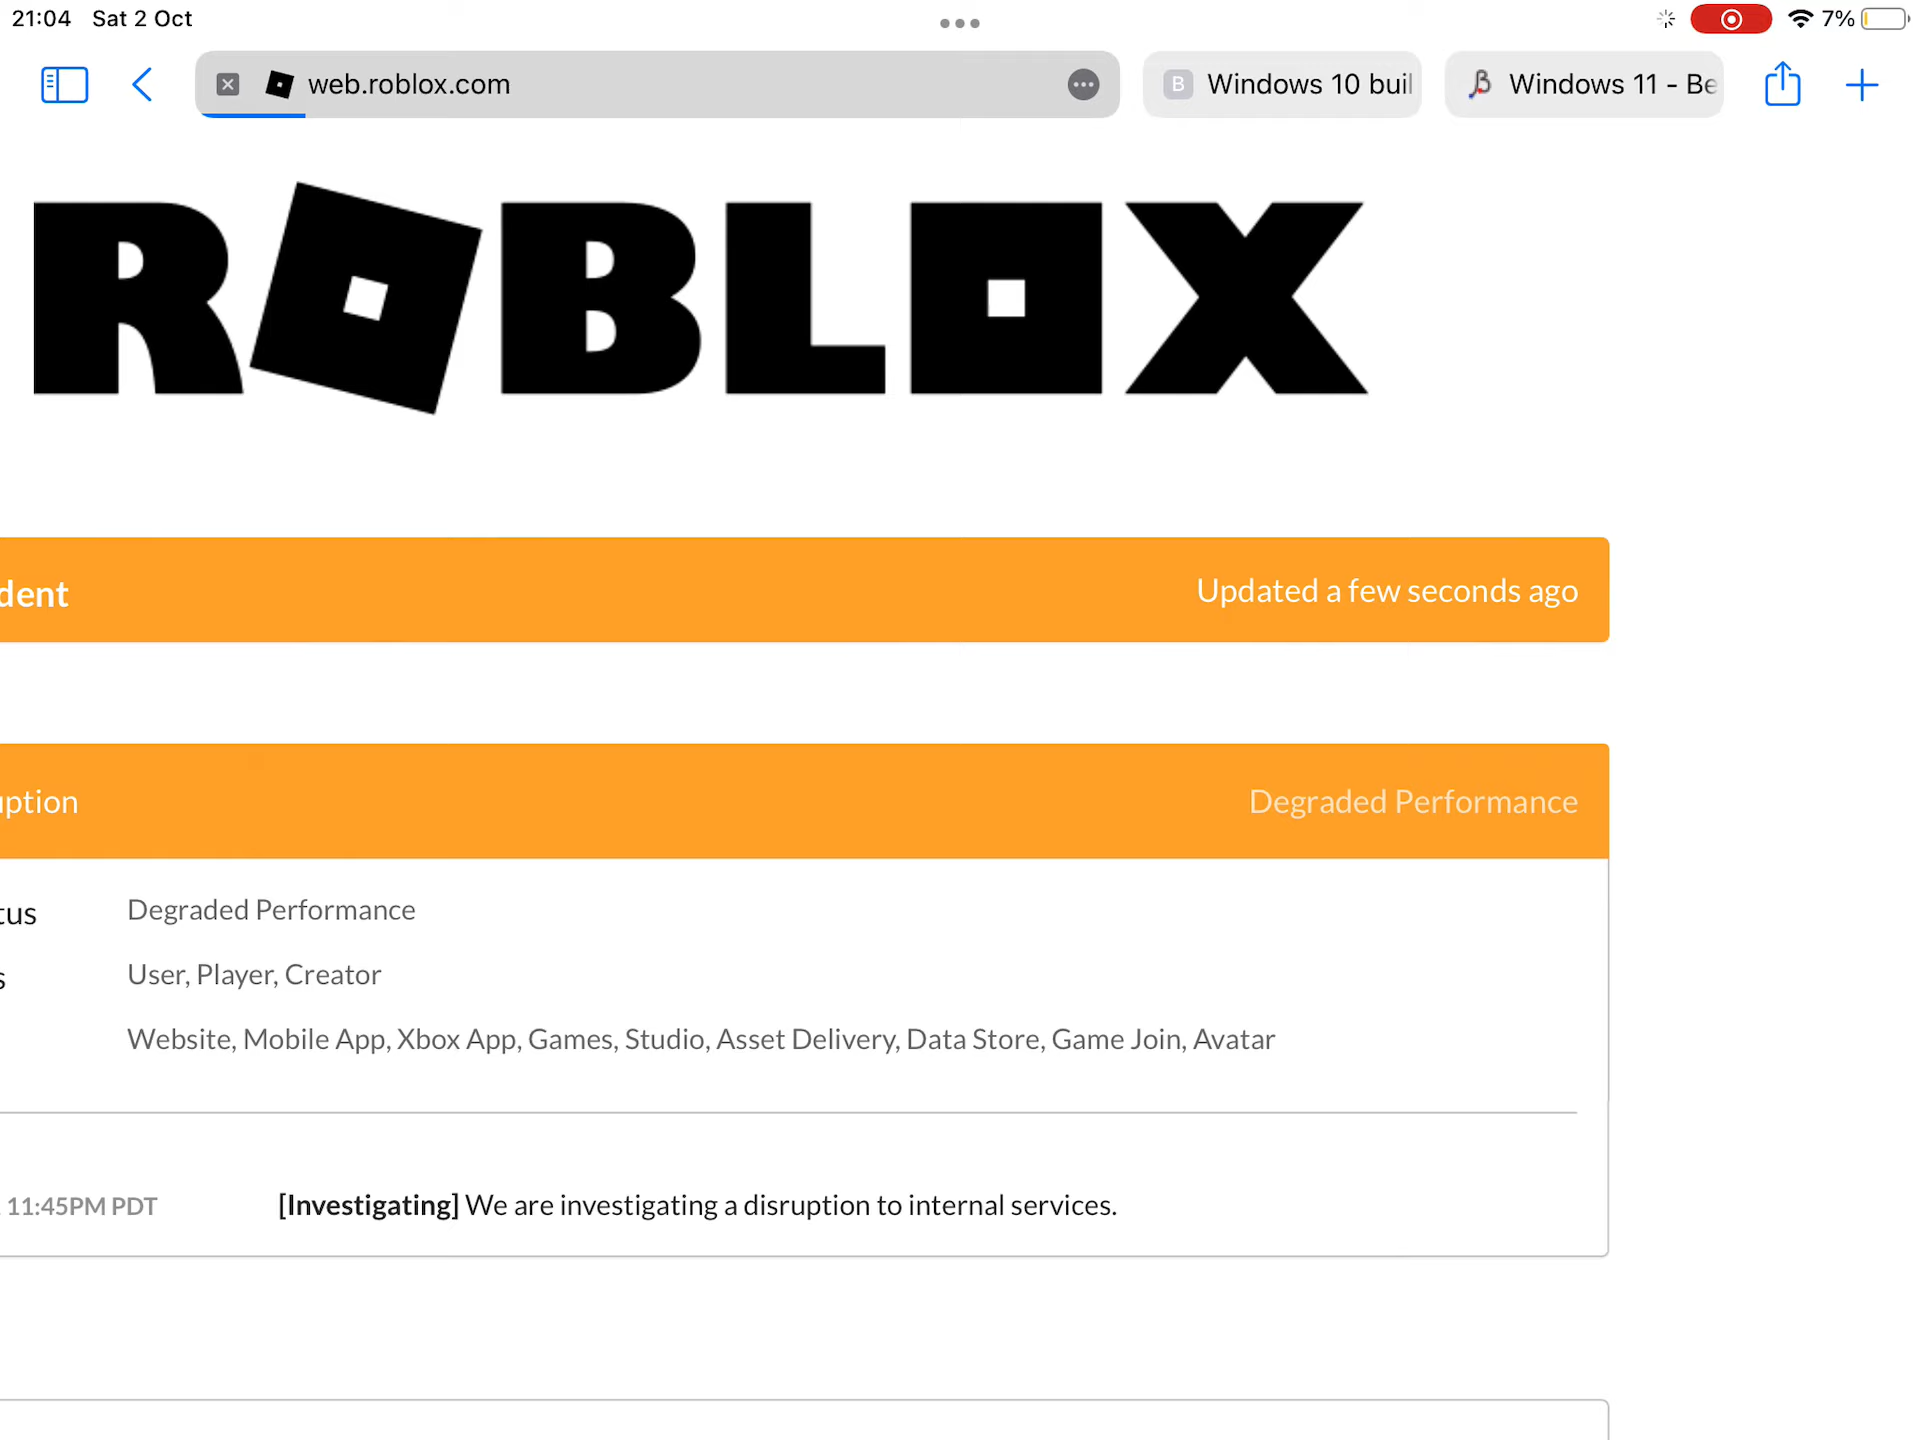 21:04 Sat 2 Oct
7%
web.roblox.com
B Windows 10 buil
β Windows 11 - Be
ROBLOX
dent
Updated a few seconds ago
ption
Degraded Performance
tus
Degraded Performance
s
User, Player, Creator
Website, Mobile App, Xbox App, Games, Studio, Asset Delivery, Data Store, Game Join, Avatar
11:45PM PDT
[Investigating] We are investigating a disruption to internal services.